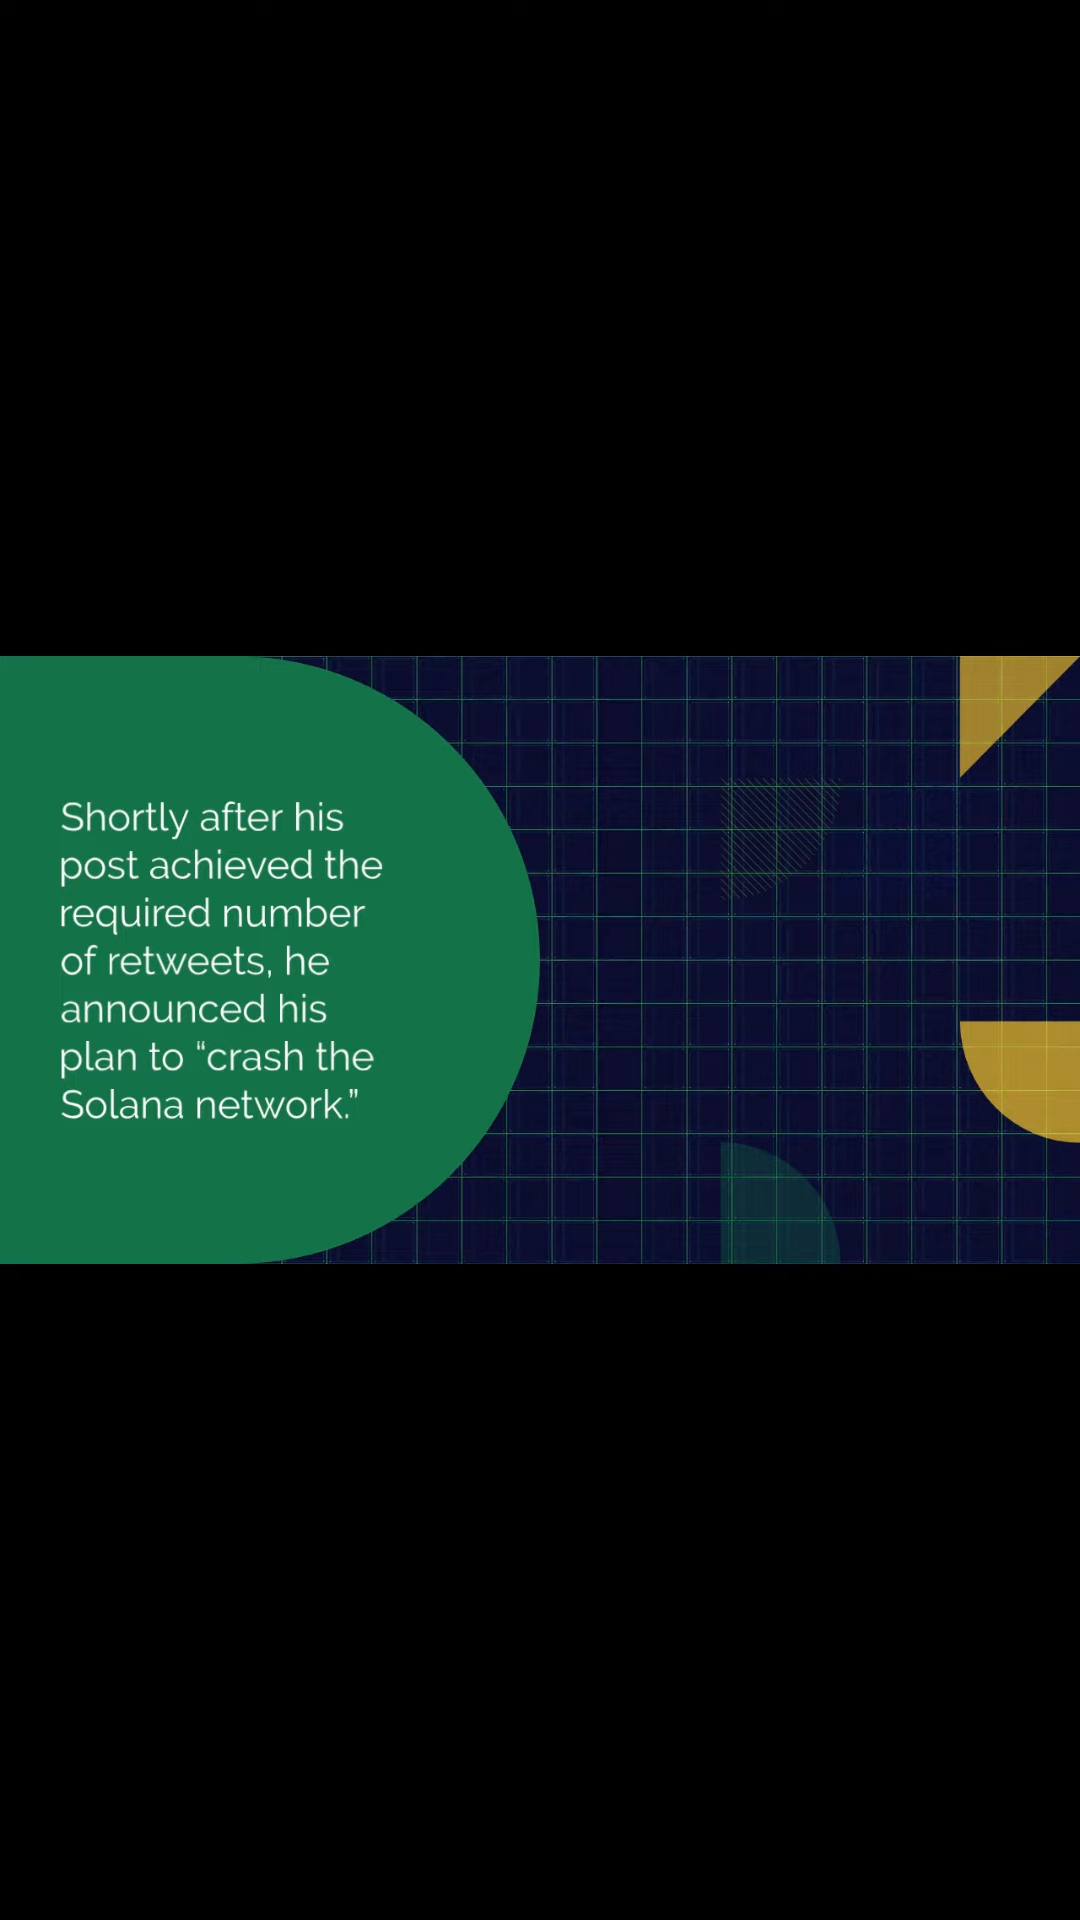 Shortly after his
post achieved the
required number
of retweets, he
announced his
plan to “crash the
Solana network.”